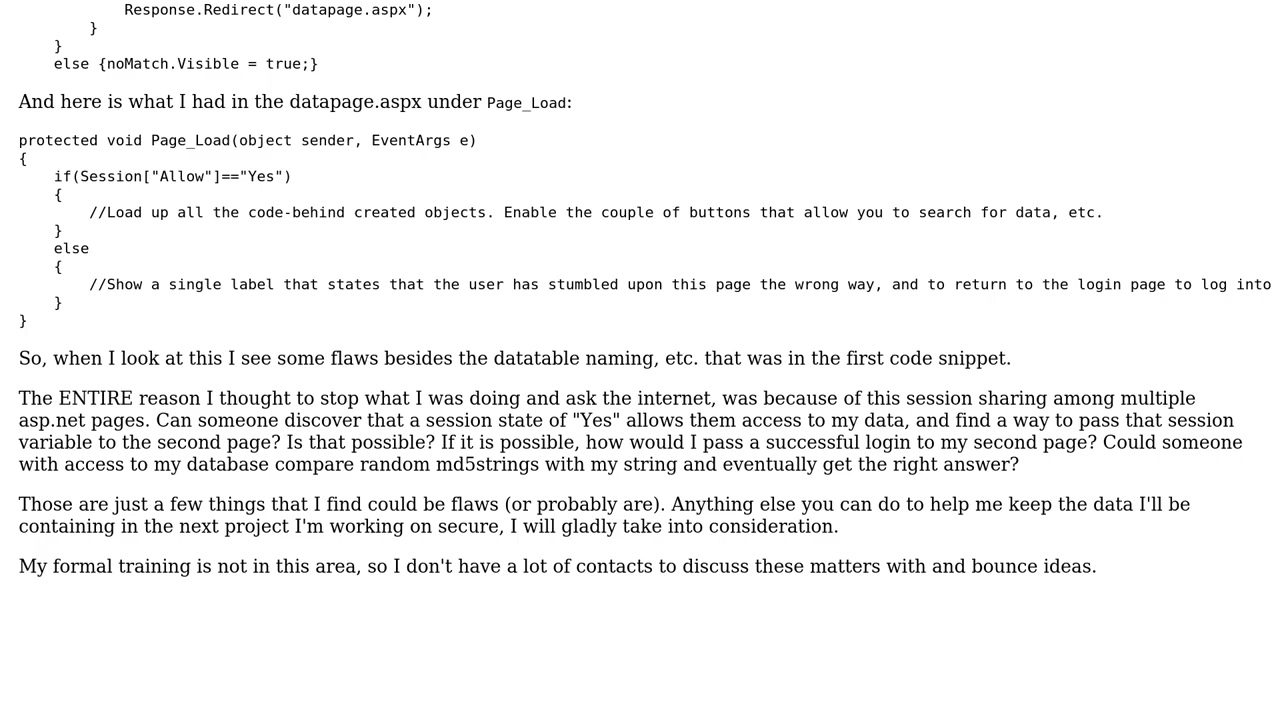 Response.Redirect("datapage.aspx");
}
}
else {noMatch.Visible = true;}
And here is what I had in the datapage.aspx under Page_Load:
protected void Page_Load(object sender, EventArgs e)
{
if(Session["Allow"]=="Yes")
{
//Load up all the code-behind created objects. Enable the couple of buttons that allow you to search for data, etc.
}
else
{
//Show a single label that states that the user has stumbled upon this page the wrong way, and to return to the login page to log into
}
}
So, when I look at this I see some flaws besides the datatable naming, etc. that was in the first code snippet.
The ENTIRE reason I thought to stop what I was doing and ask the internet, was because of this session sharing among multiple
asp.net pages. Can someone discover that a session state of "Yes" allows them access to my data, and find a way to pass that session
variable to the second page? Is that possible? If it is possible, how would I pass a successful login to my second page? Could someone
with access to my database compare random md5strings with my string and eventually get the right answer?
Those are just a few things that I find could be flaws (or probably are). Anything else you can do to help me keep the data I'll be
containing in the next project I'm working on secure, I will gladly take into consideration.
My formal training is not in this area, so I don't have a lot of contacts to discuss these matters with and bounce ideas.